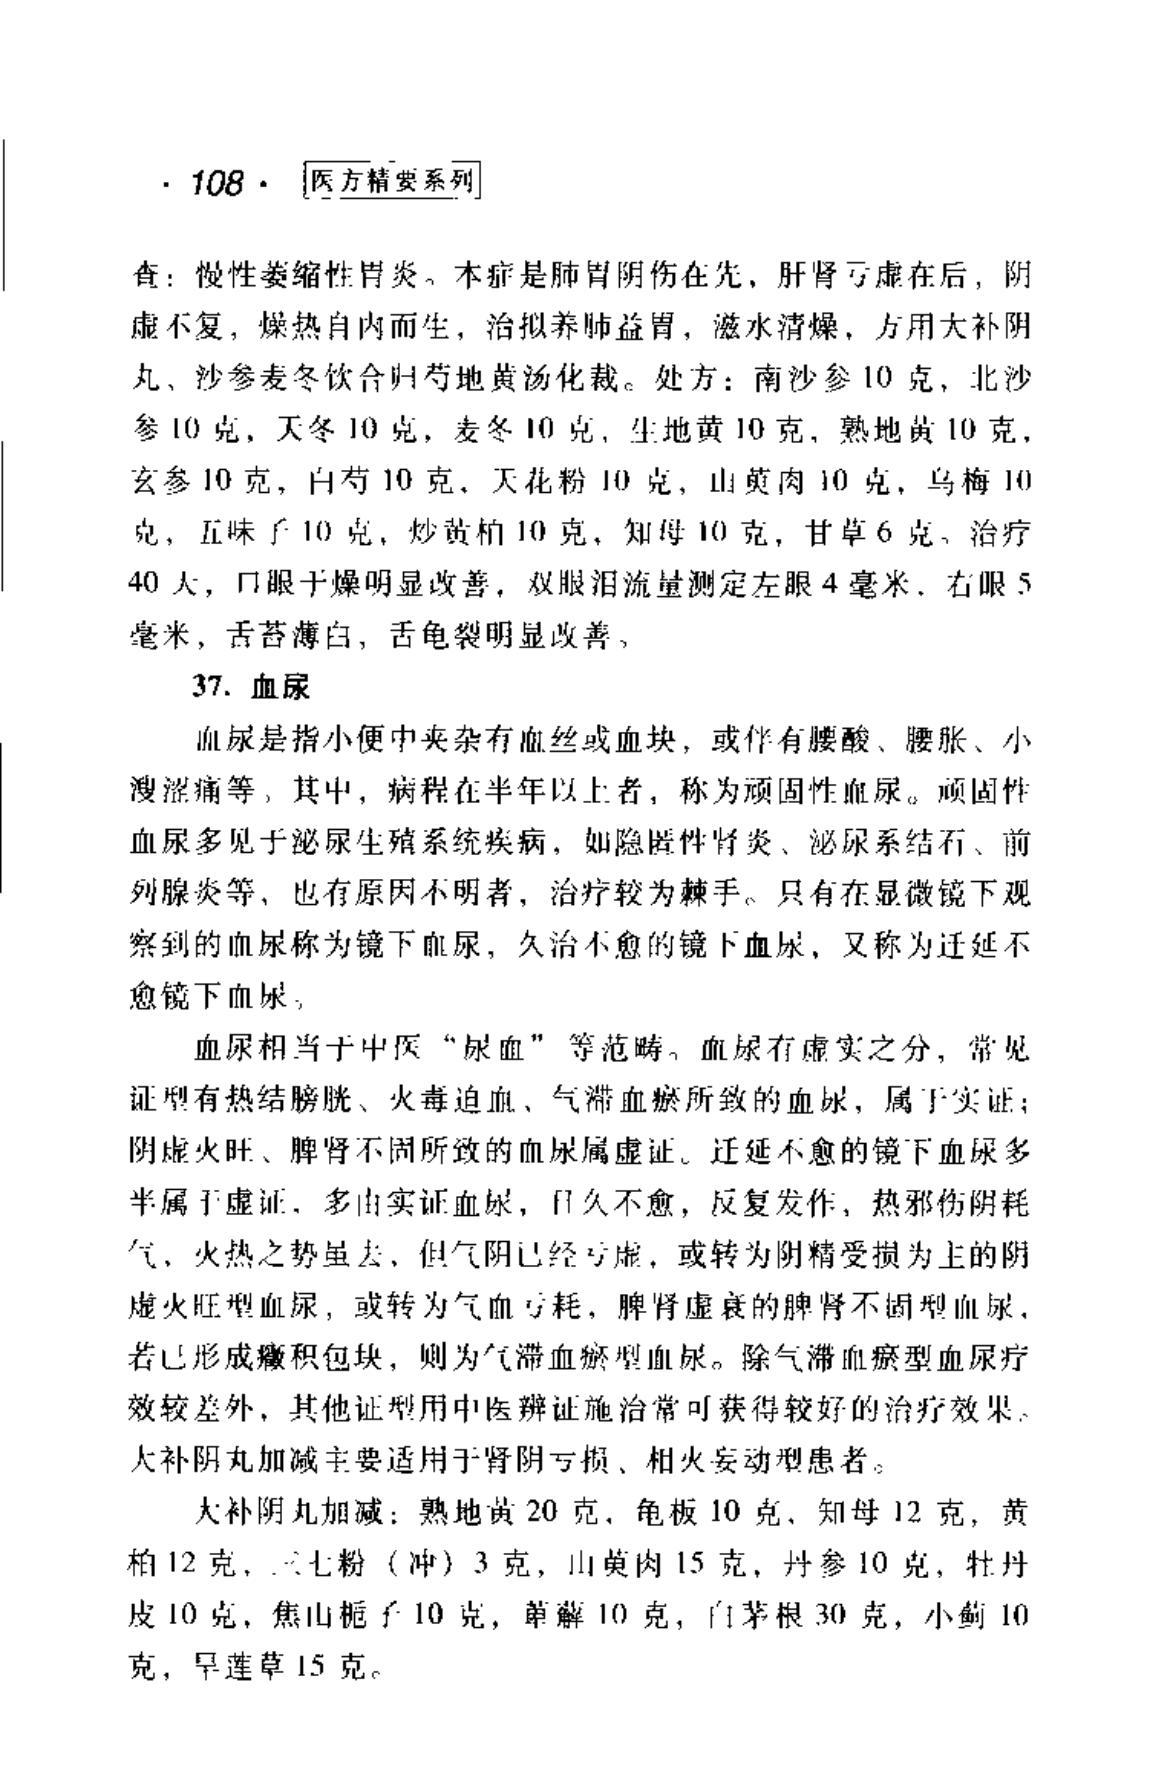 · 108 · 医方精要系列
查：慢性萎缩性胃炎。本症是肺胃阴伤在先，肝肾亏虚在后，阴
虚不复，燥热自内而生，治拟养肺益胃，滋水清燥，方用大补阴
丸、沙参麦冬饮合归芍地黄汤化裁。处方：南沙参 10 克，北沙
参 10 克，天冬 10 克，麦冬 10 克，生地黄 10 克，熟地黄 10 克，
玄参 10 克，白芍 10 克，天花粉 10 克，山萸肉 10 克，乌梅 10
克，五味子 10 克，炒黄柏 10 克，知母 10 克，甘草 6 克。治疗
40 天，口眼干燥明显改善，双眼泪流量测定左眼 4 毫米，右眼 5
毫米，舌苔薄白，舌龟裂明显改善。
37. 血尿
血尿是指小便中夹杂有血丝或血块，或伴有腰酸、腰胀、小
溲涩痛等。其中，病程在半年以上者，称为顽固性血尿。顽固性
血尿多见于泌尿生殖系统疾病，如隐匿性肾炎、泌尿系结石、前
列腺炎等，也有原因不明者，治疗较为棘手。只有在显微镜下观
察到的血尿称为镜下血尿，久治不愈的镜下血尿，又称为迁延不
愈镜下血尿。
血尿相当于中医“尿血”等范畴。血尿有虚实之分，常见
证型有热结膀胱、火毒迫血、气滞血瘀所致的血尿，属于实证；
阴虚火旺、脾肾不固所致的血尿属虚证。迁延不愈的镜下血尿多
半属于虚证，多由实证血尿，日久不愈，反复发作，热邪伤阴耗
气，火热之势虽去，但气阴已经亏虚，或转为阴精受损为主的阴
虚火旺型血尿，或转为气血亏耗，脾肾虚衰的脾肾不固型血尿，
若已形成癥积包块，则为气滞血瘀型血尿。除气滞血瘀型血尿疗
效较差外，其他证型用中医辨证施治常可获得较好的治疗效果。
大补阴丸加减主要适用于肾阴亏损、相火妄动型患者。
大补阴丸加减：熟地黄 20 克，龟板 10 克，知母 12 克，黄
柏 12 克，三七粉（冲）3 克，山萸肉 15 克，丹参 10 克，牡丹
皮 10 克，焦山栀子 10 克，萆薢 10 克，白茅根 30 克，小蓟 10
克，旱莲草 15 克。